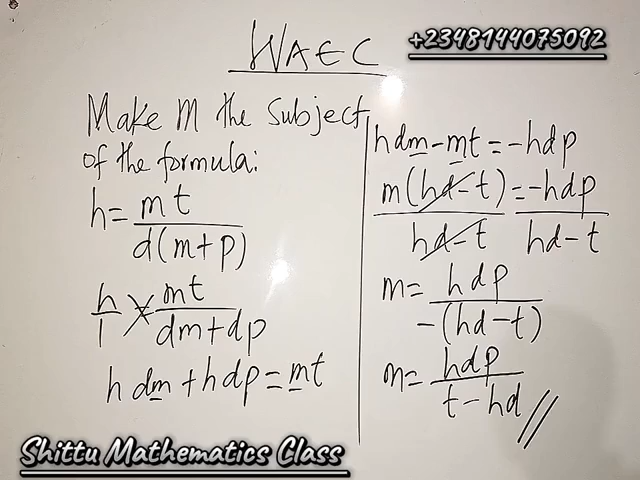 WAEC
+2348144075092
Make m the subject
of the formula:
h = mt / d(m+p)
h/1 = mt / dm+dp
hdm + hdp = mt
hdm - mt = -hdp
m(hd-t) / hd-t = -hdp / hd-t
m = hdp / -(hd-t)
m = hdp / t-hd //
Shittu Mathematics Class